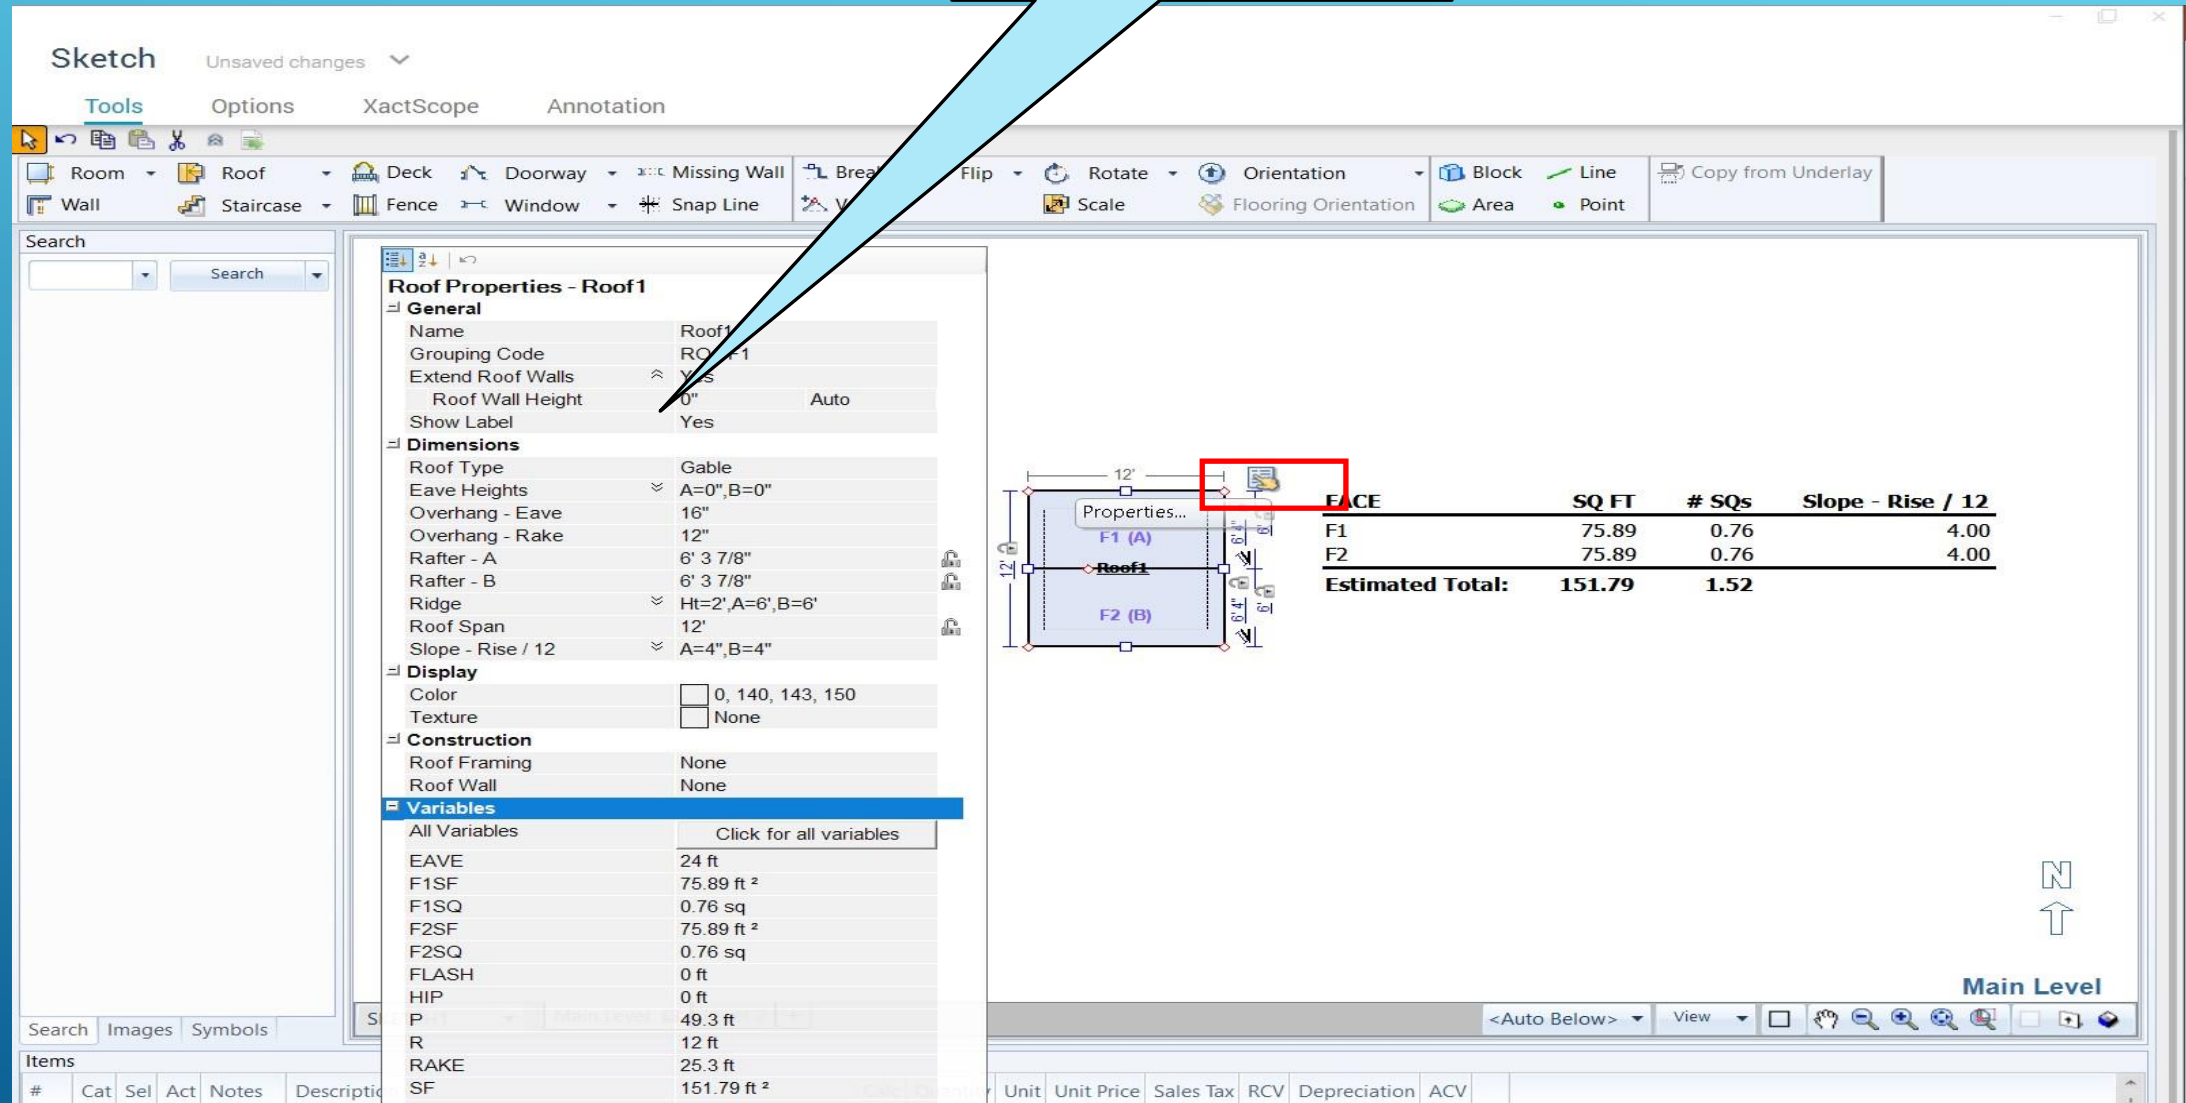 Sketch Unsaved changes
Tools Options XactScope Annotation
Room Roof Deck Doorway Missing Wall Flip Rotate Orientation Block Line Copy from Underlay
Wall Staircase Fence Window Snap Line Scale Flooring Orientation Area Point
Search
Search
Roof Properties - Roof1
General
Name Roof1
Grouping Code
Extend Roof Walls Yes
Roof Wall Height 0" Auto
Show Label Yes
Dimensions
Roof Type Gable
Eave Heights A=0",B=0"
Overhang - Eave 16"
Overhang - Rake 12"
Rafter - A 6' 3 7/8"
Rafter - B 6' 3 7/8"
Ridge Ht=2',A=6',B=6'
Roof Span 12'
Slope - Rise / 12 A=4",B=4"
Display
Color 0, 140, 143, 150
Texture None
Construction
Roof Framing None
Roof Wall None
Variables
All Variables Click for all variables
EAVE 24 ft
F1SF 75.89 ft ²
F1SQ 0.76 sq
F2SF 75.89 ft ²
F2SQ 0.76 sq
FLASH 0 ft
HIP 0 ft
P 49.3 ft
R 12 ft
RAKE 25.3 ft
SF 151.79 ft ²
12'
Properties...
F1 (A)
6' 4" 6'
12'
Roof1
F2 (B)
6' 4" 6'
FACE SQ FT # SQs Slope - Rise / 12
F1 75.89 0.76 4.00
F2 75.89 0.76 4.00
Estimated Total: 151.79 1.52
N
Main Level
<Auto Below> View
Search Images Symbols
Items
# Cat Sel Act Notes Unit Unit Price Sales Tax RCV Depreciation ACV